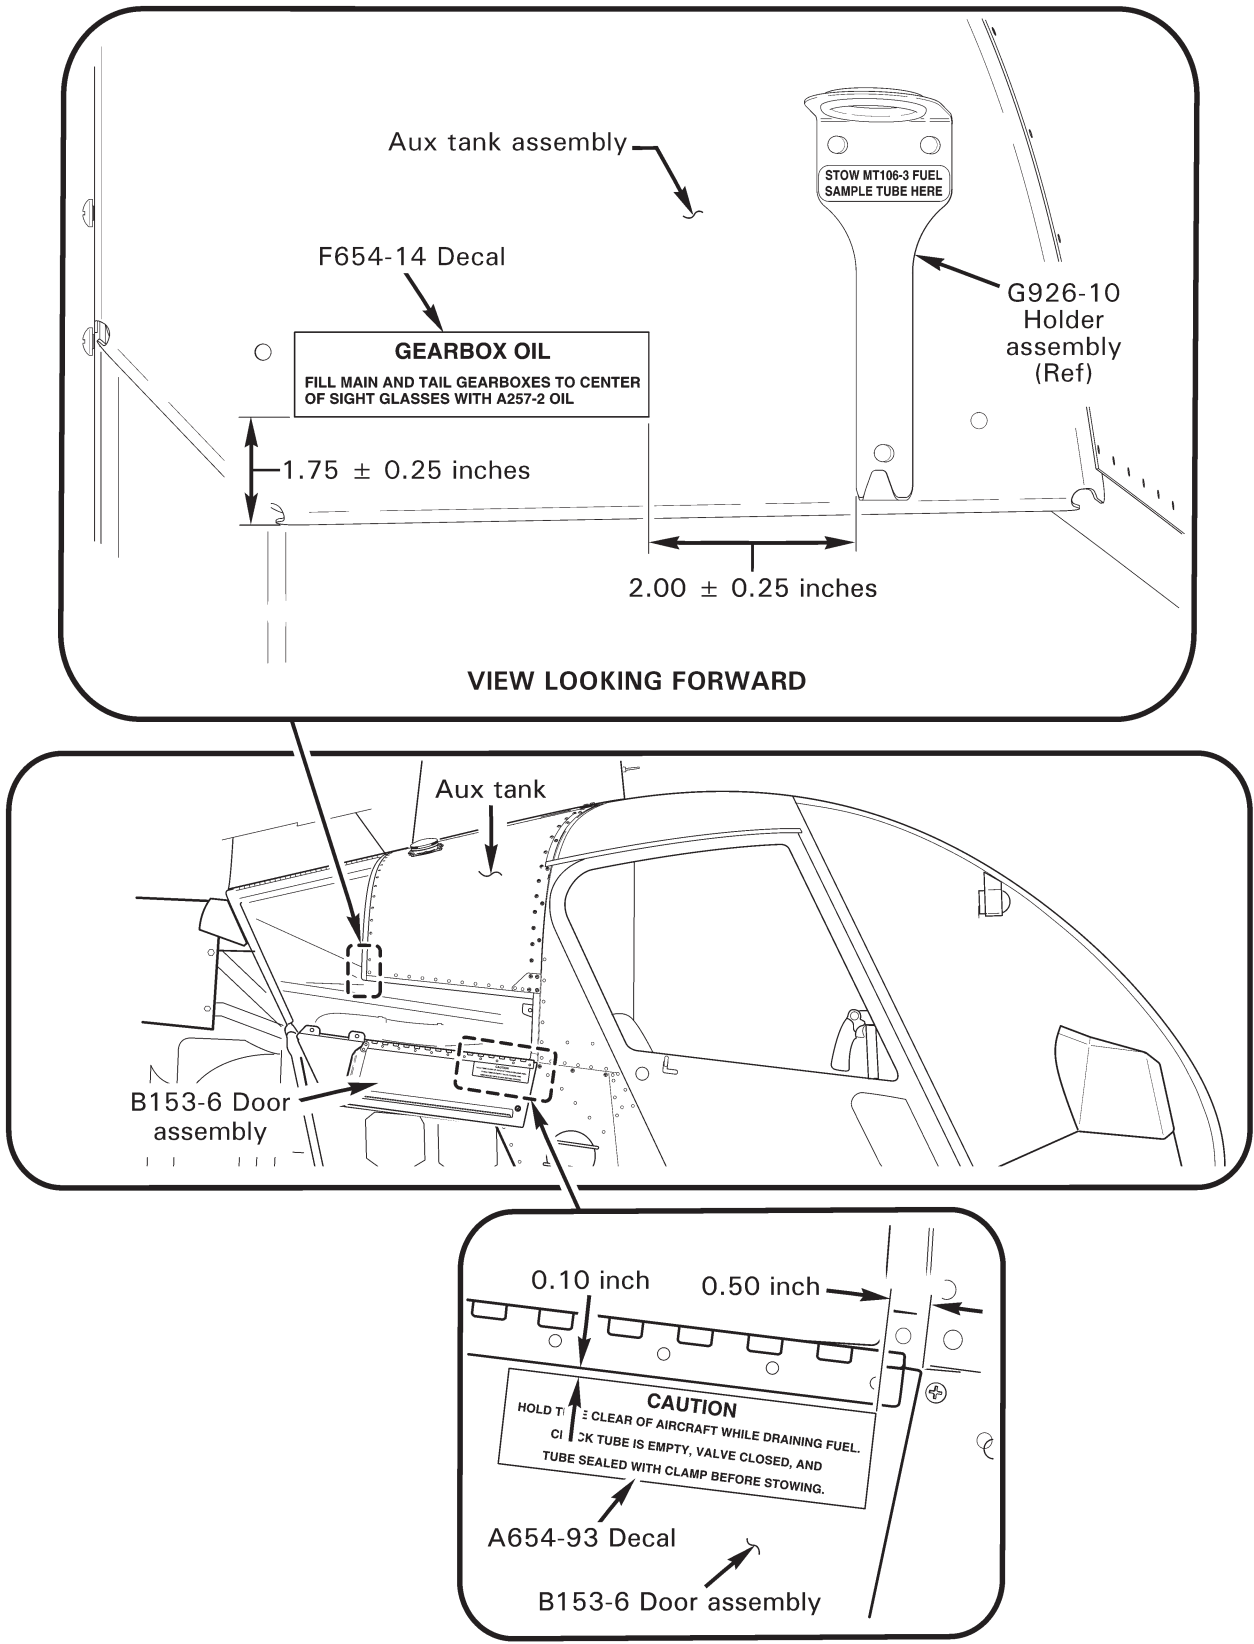 Aux tank assembly
STOW MT106-3 FUEL
SAMPLE TUBE HERE
F654-14 Decal
G926-10
Holder
assembly
(Ref)
GEARBOX OIL
FILL MAIN AND TAIL GEARBOXES TO CENTER
OF SIGHT GLASSES WITH A257-2 OIL
1.75 ± 0.25 inches
2.00 ± 0.25 inches
VIEW LOOKING FORWARD
Aux tank
CAUTION
B153-6 Door
assembly
0.10 inch
0.50 inch
CAUTION
HOLD T E CLEAR OF AIRCRAFT WHILE DRAINING FUEL.
CK TUBE IS EMPTY, VALVE CLOSED, AND
TUBE SEALED WITH CLAMP BEFORE STOWING.
A654-93 Decal
B153-6 Door assembly